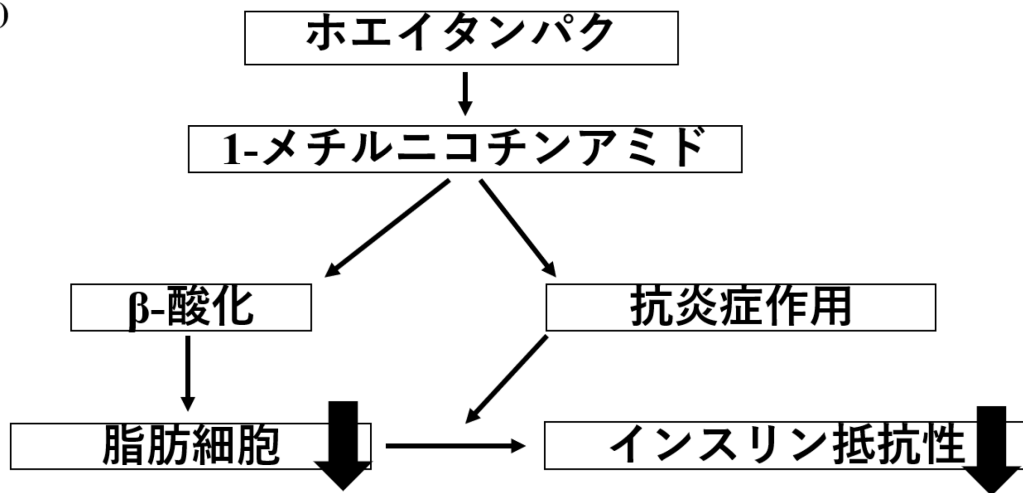 )
ホエイタンパク
1-メチルニコチンアミド
β-酸化
抗炎症作用
脂肪細胞
インスリン抵抗性